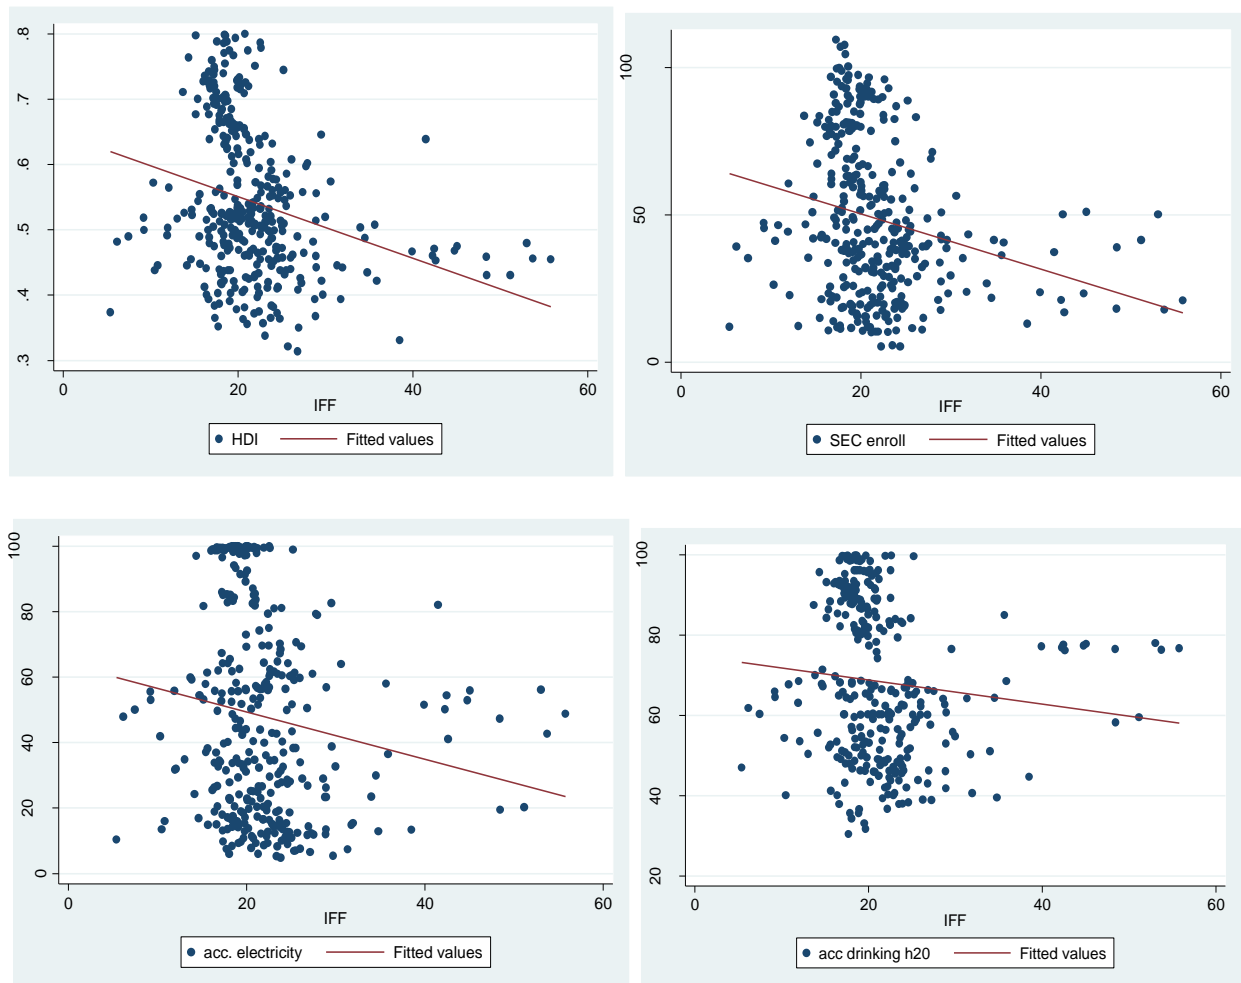 .8
.7
.6
.5
.4
.3
0 20 40 60
IFF
HDI Fitted values
100
50
0
0 20 40 60
IFF
SEC enroll Fitted values
100
80
60
40
20
0
0 20 40 60
IFF
acc. electricity Fitted values
100
80
60
40
20
0 20 40 60
IFF
acc drinking h20 Fitted values